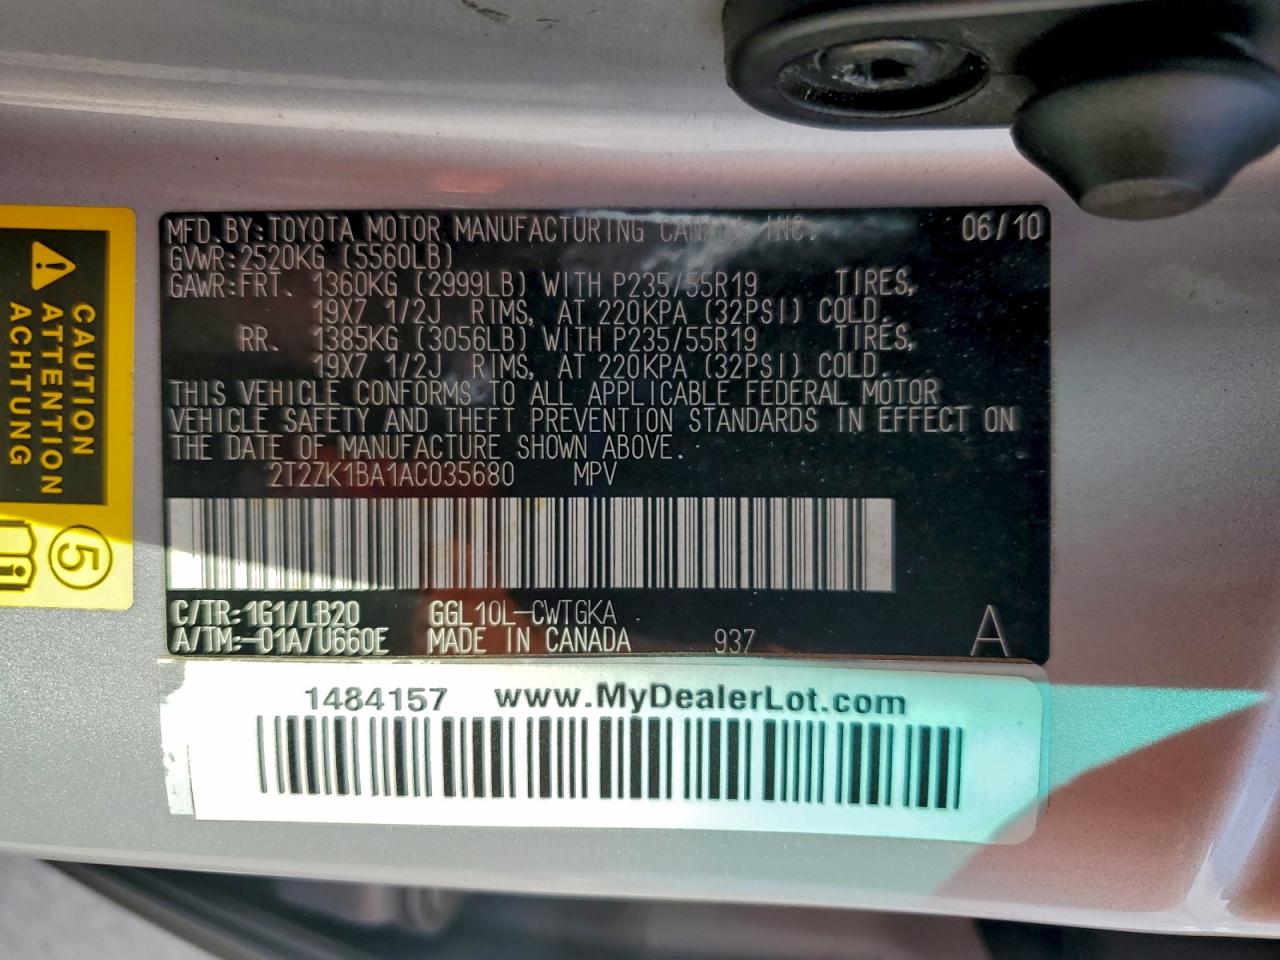 CAUTION
ATTENTION
ACHTUNG
5
MFD.BY:TOYOTA MOTOR MANUFACTURING CANADA, INC. 06/10
GVWR:2520KG (5560LB)
GAWR:FRT. 1360KG (2999LB) WITH P235/55R19 TIRES,
19X7 1/2J RIMS, AT 220KPA (32PSI) COLD.
RR. 1385KG (3056LB) WITH P235/55R19 TIRES,
19X7 1/2J RIMS, AT 220KPA (32PSI) COLD.
THIS VEHICLE CONFORMS TO ALL APPLICABLE FEDERAL MOTOR
VEHICLE SAFETY AND THEFT PREVENTION STANDARDS IN EFFECT ON
THE DATE OF MANUFACTURE SHOWN ABOVE.
2T2ZK1BA1AC035680 MPV
C/TR:1G1/LB20 GGL10L-CWTGKA
A/TM:-01A/U660E MADE IN CANADA 937 A
1484157 www.MyDealerLot.com